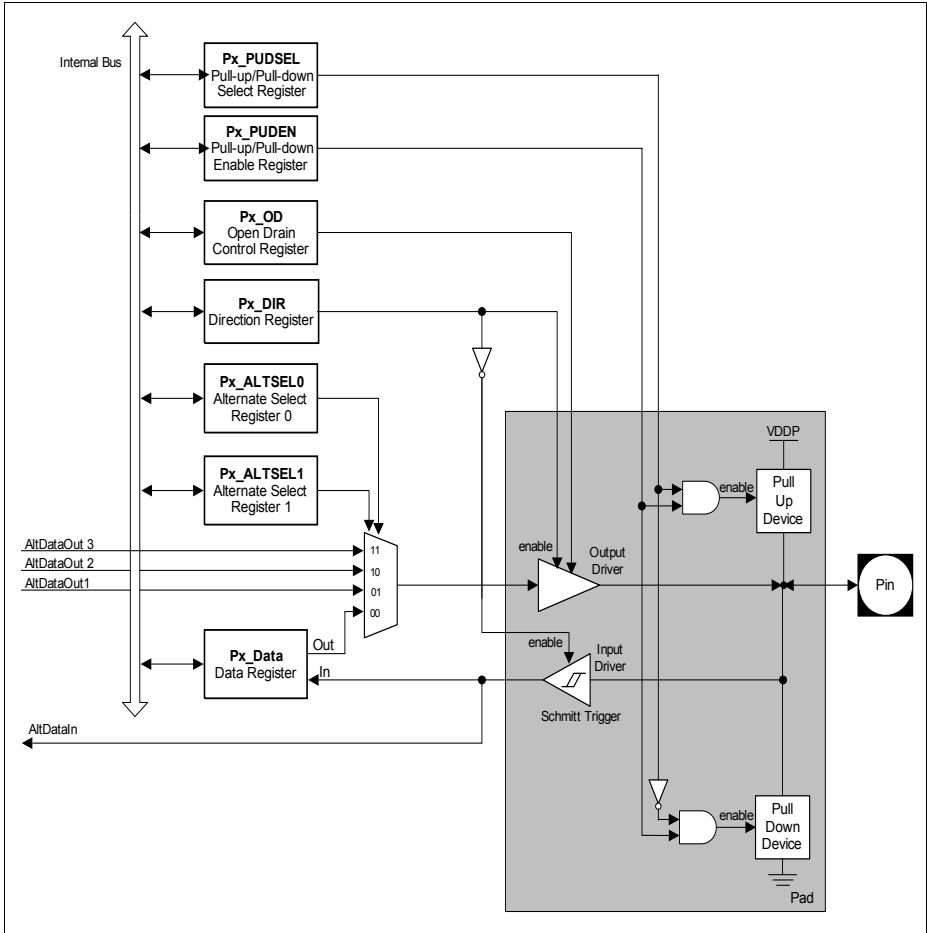 Internal Bus
Px_PUDSEL
Pull-up/Pull-down
Select Register
Px_PUDEN
Pull-up/Pull-down
Enable Register
Px_OD
Open Drain
Control Register
Px_DIR
Direction Register
Px_ALTSEL0
Alternate Select
Register 0
Px_ALTSEL1
Alternate Select
Register 1
AltDataOut 3
AltDataOut 2
AltDataOut1
11
10
01
00
Px_Data
Data Register
Out
In
AltDataIn
enable
Output
Driver
enable
Input
Driver
Schmitt Trigger
VDDP
enable
Pull
Up
Device
Pin
enable
Pull
Down
Device
Pad